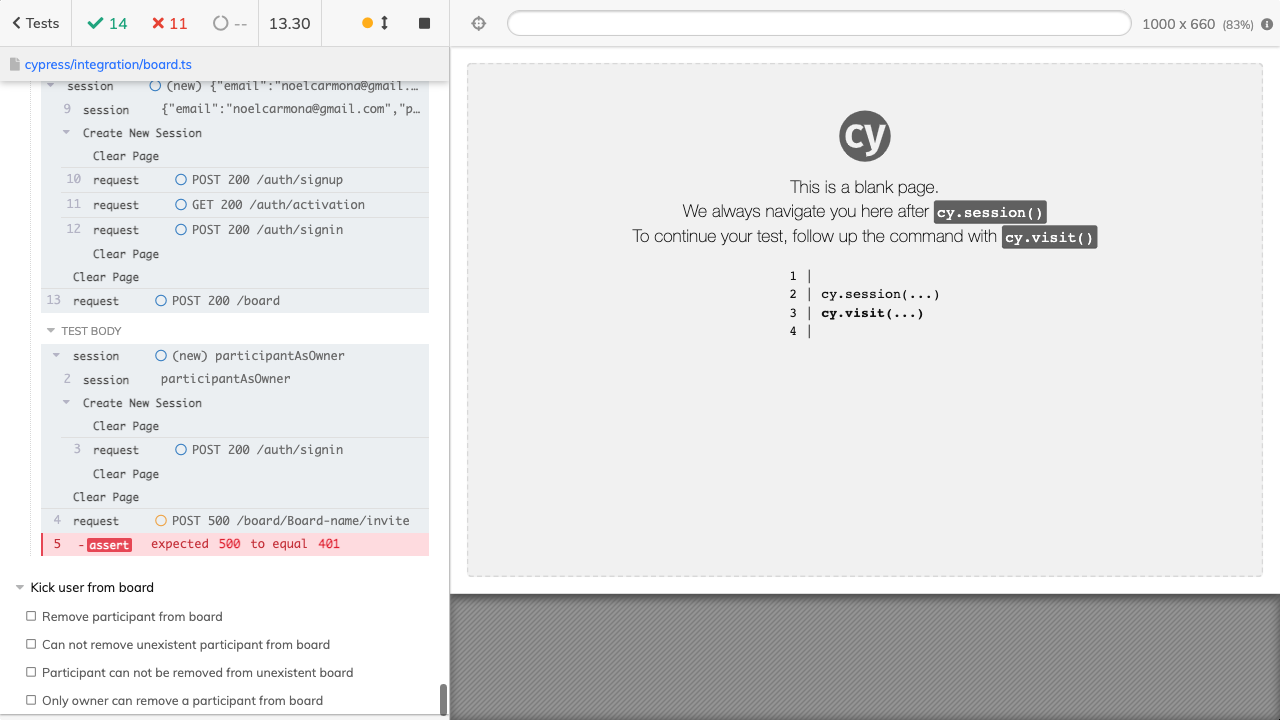 Tests 14 11 -- 13.30
1000 x 660 (83%)
cypress/integration/board.ts
session (new) {"email":"noelcarmona@gmail.…
9 session {"email":"noelcarmona@gmail.com","p…
Create New Session
Clear Page
10 request POST 200 /auth/signup
11 request GET 200 /auth/activation
12 request POST 200 /auth/signin
Clear Page
Clear Page
13 request POST 200 /board
TEST BODY
session (new) participantAsOwner
2 session participantAsOwner
Create New Session
Clear Page
3 request POST 200 /auth/signin
Clear Page
Clear Page
4 request POST 500 /board/Board-name/invite
5 -assert expected 500 to equal 401
Kick user from board
Remove participant from board
Can not remove unexistent participant from board
Participant can not be removed from unexistent board
Only owner can remove a participant from board
cy
This is a blank page.
We always navigate you here after cy.session()
To continue your test, follow up the command with cy.visit()
1 |
2 | cy.session(...)
3 | cy.visit(...)
4 |